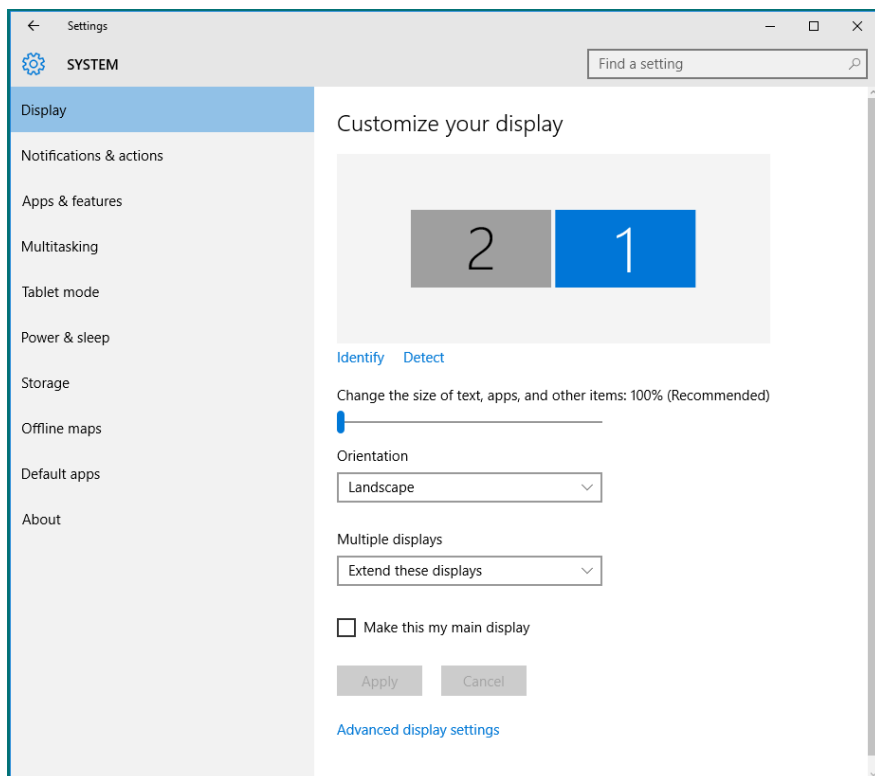 Settings
SYSTEM
Find a setting
Display
Notifications & actions
Apps & features
Multitasking
Tablet mode
Power & sleep
Storage
Offline maps
Default apps
About
Customize your display
2 1
Identify Detect
Change the size of text, apps, and other items: 100% (Recommended)
Orientation
Landscape
Multiple displays
Extend these displays
Make this my main display
Apply Cancel
Advanced display settings